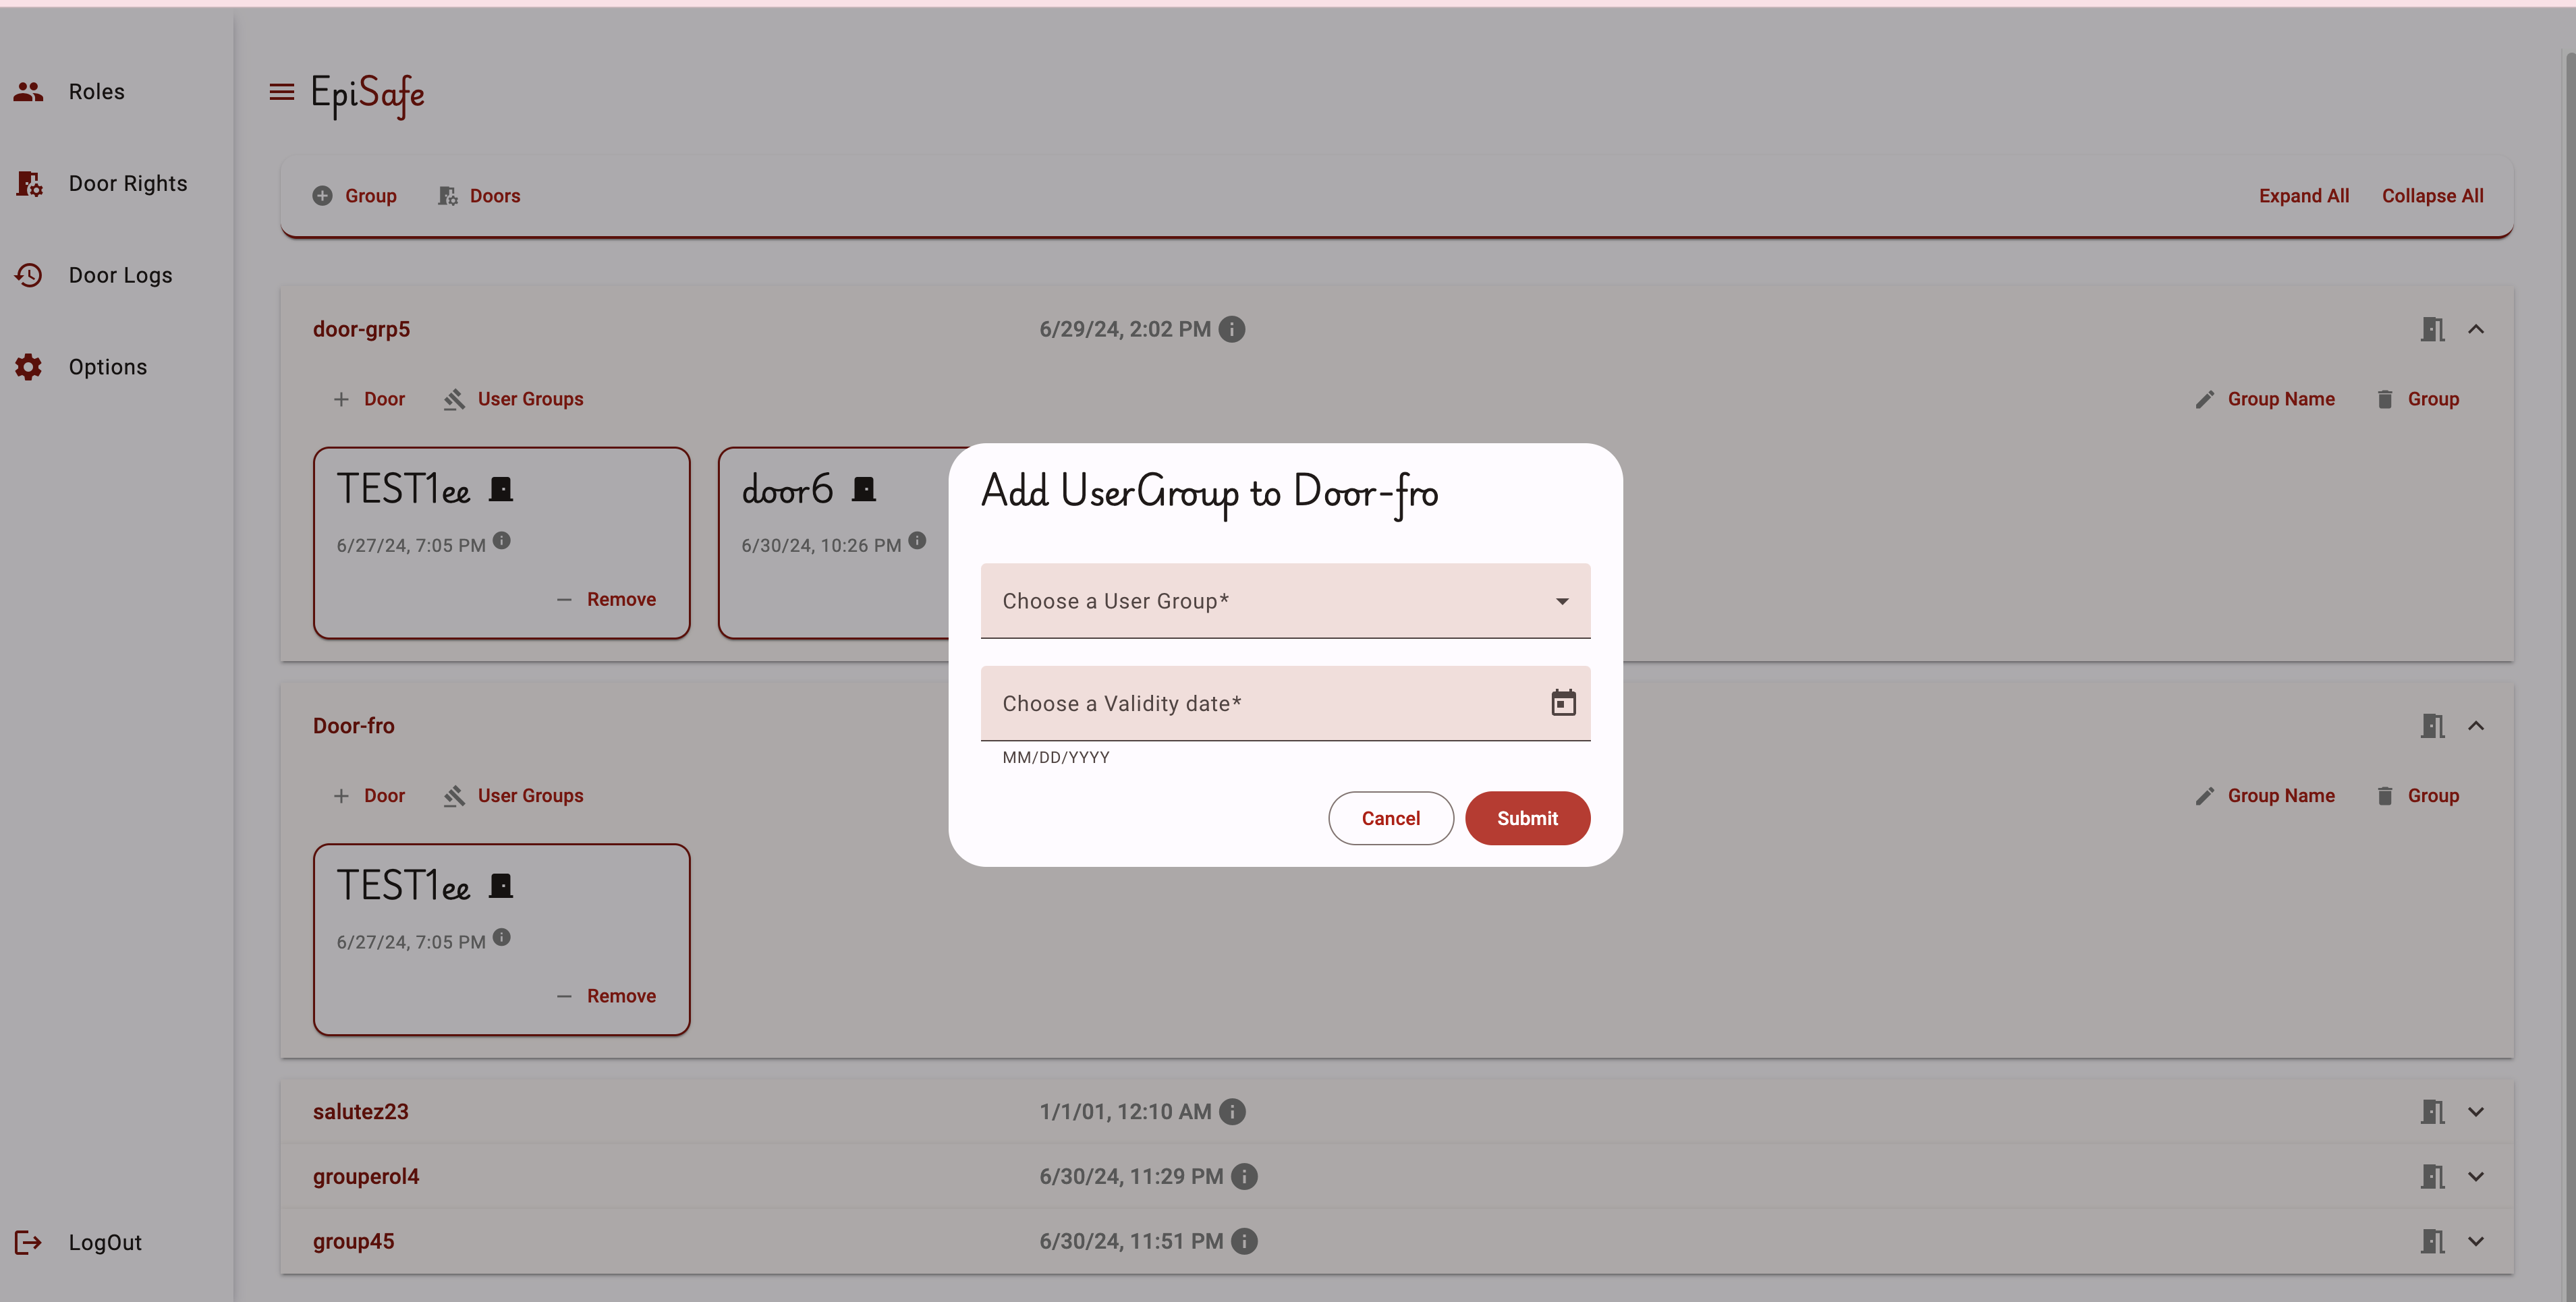 Roles
Door Rights
Door Logs
Options
LogOut
EpiSafe
Group Doors Expand All Collapse All
door-grp5 6/29/24, 2:02 PM
Door User Groups Group Name Group
TEST1ee door6
6/27/24, 7:05 PM 6/30/24, 10:26 PM
Remove
Add UserGroup to Door-fro
Choose a User Group*
Choose a Validity date*
MM/DD/YYYY
Cancel Submit
Door-fro
Door User Groups Group Name Group
TEST1ee
6/27/24, 7:05 PM
Remove
salutez23 1/1/01, 12:10 AM
grouperol4 6/30/24, 11:29 PM
group45 6/30/24, 11:51 PM